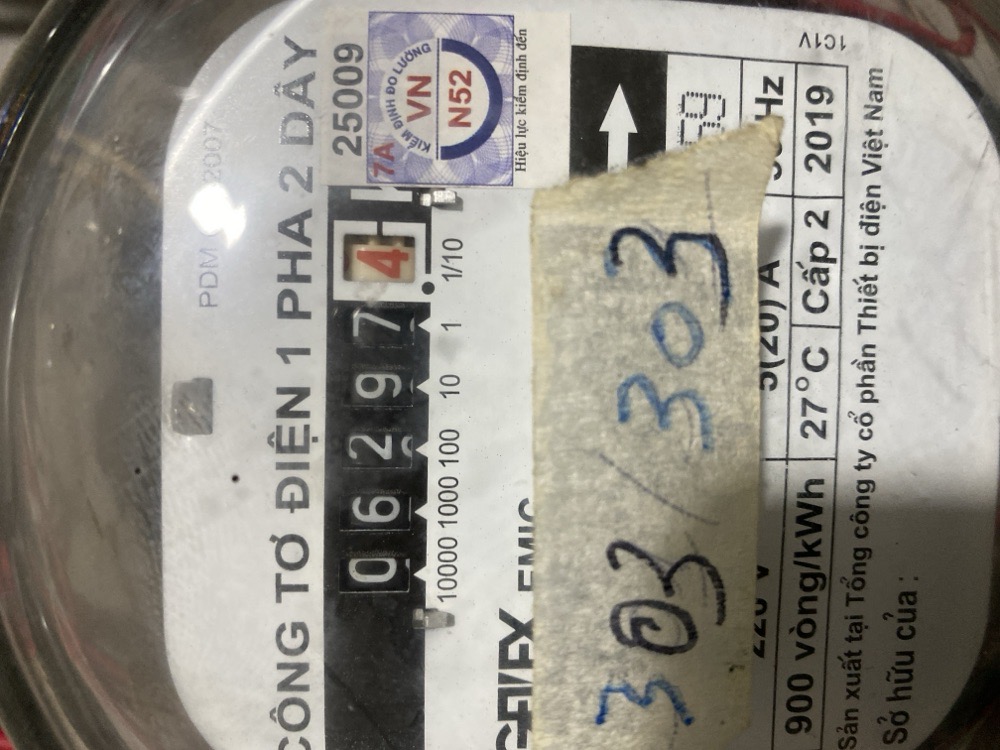 CÔNG TƠ ĐIỆN 1 PHA 2 DÂY
PDM 2007
25009
KIỂM ĐỊNH ĐO LƯỜNG
VN
N52
7A
Hiệu lực kiểm định đến
0 6 2 9 7 4
10000 1000 100 10 1 1/10
EMIC
303/303
220 V
5(20) A
Hz
900 vòng/kWh
27°C
Cấp 2
2019
1C1V
Sản xuất tại Tổng công ty cổ phần Thiết bị điện Việt Nam
Sở hữu của :